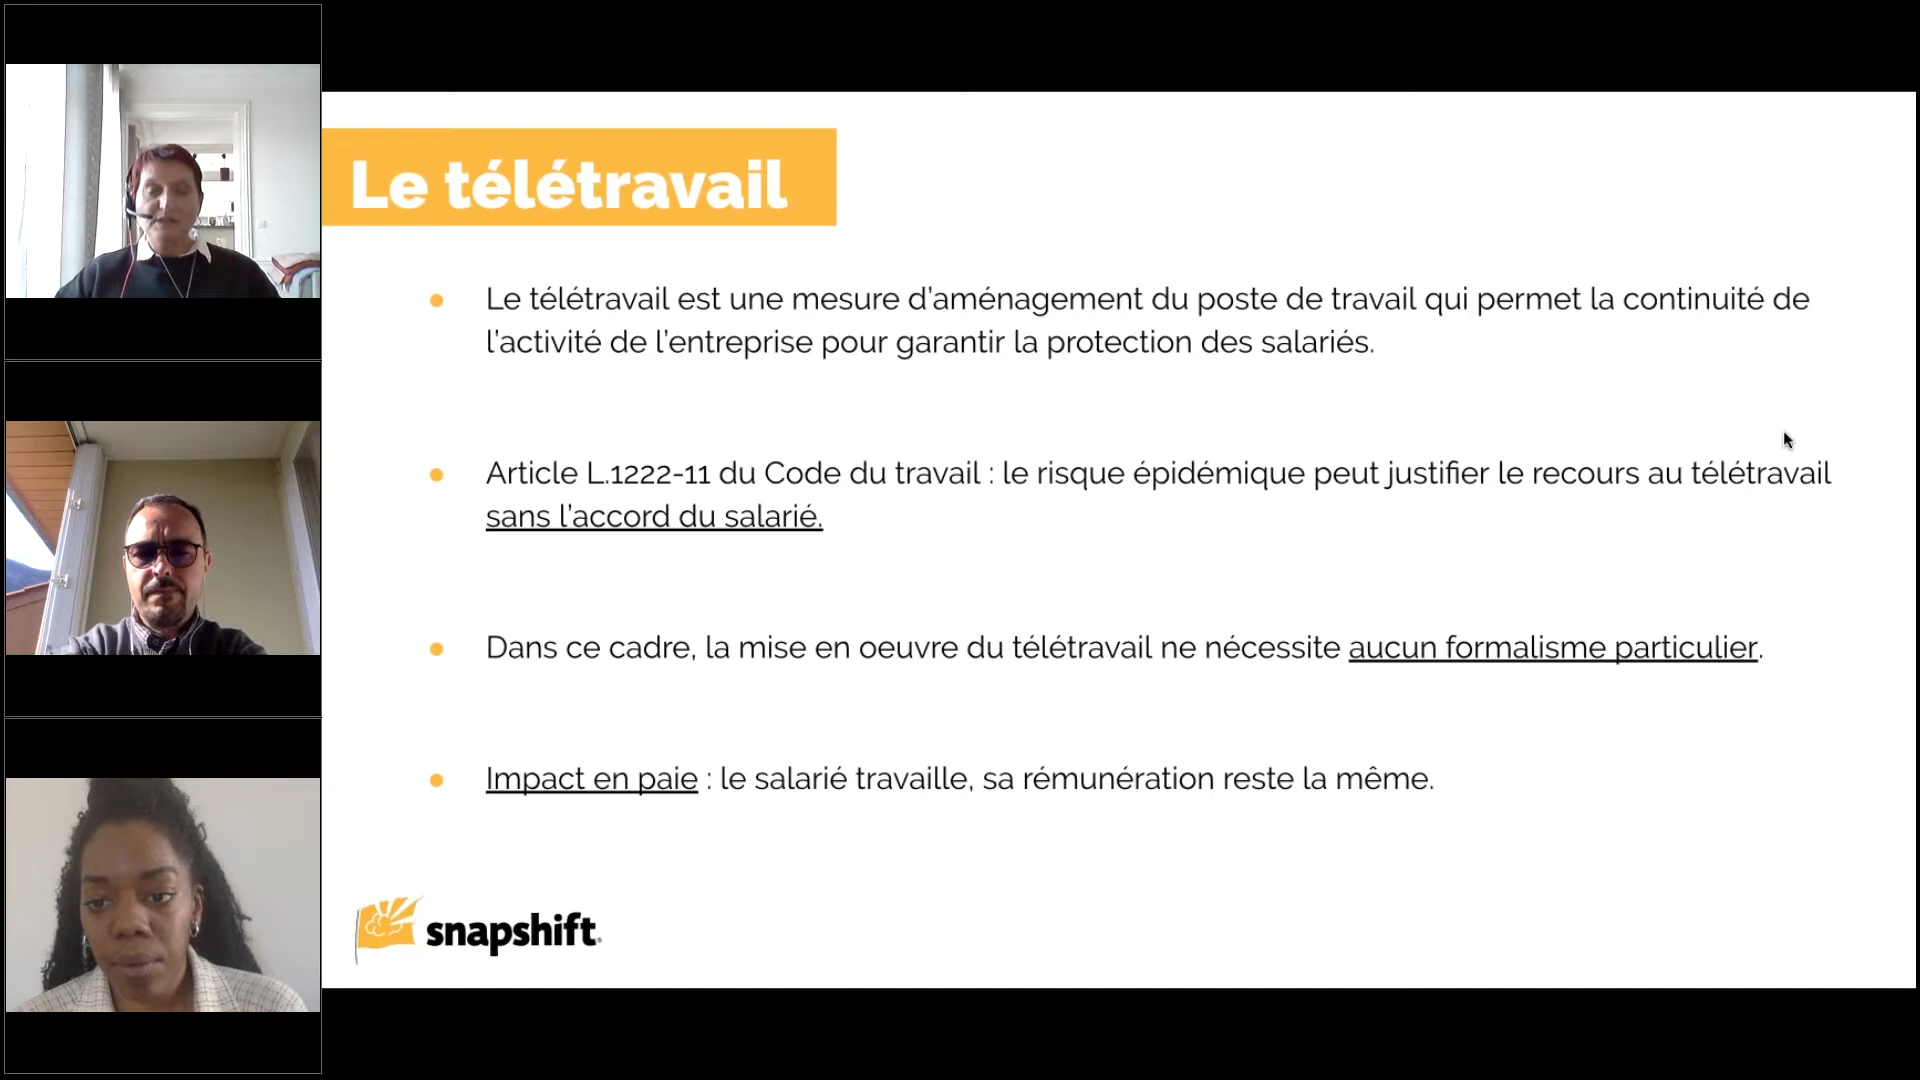 Le télétravail
● Le télétravail est une mesure d’aménagement du poste de travail qui permet la continuité de
l’activité de l’entreprise pour garantir la protection des salariés.
● Article L.1222-11 du Code du travail : le risque épidémique peut justifier le recours au télétravail
sans l’accord du salarié.
● Dans ce cadre, la mise en oeuvre du télétravail ne nécessite aucun formalisme particulier.
● Impact en paie : le salarié travaille, sa rémunération reste la même.
snapshift